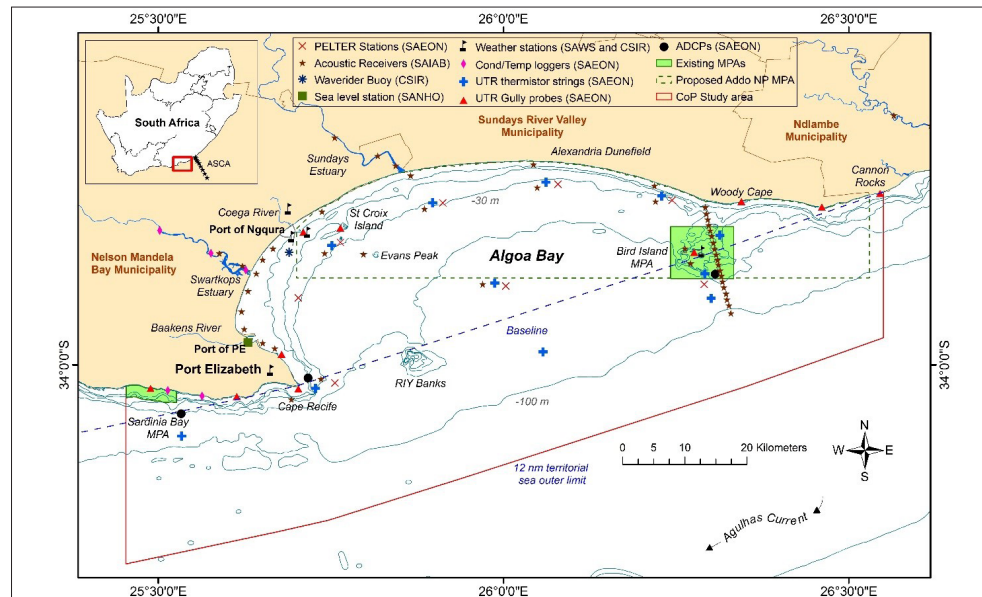 25°30'0"E
26°0'0"E
26°30'0"E
PELTER Stations (SAEON)
Acoustic Receivers (SAIAB)
Waverider Buoy (CSIR)
Sea level station (SANHO)
Weather stations (SAWS and CSIR)
Cond/Temp loggers (SAEON)
UTR thermistor strings (SAEON)
UTR Gully probes (SAEON)
ADCPs (SAEON)
Existing MPAs
Proposed Addo NP MPA
CoP Study area
South Africa
ASCA
Sundays River Valley
Municipality
Ndlambe
Municipality
Sundays
Estuary
Alexandria Dunefield
Cannon
Rocks
Woody Cape
-30 m
Coega River
Port of Ngqura
St Croix
Island
Evans Peak
Algoa Bay
Bird Island
MPA
Nelson Mandela
Bay Municipality
Swartkops
Estuary
Baakens River
Port of PE
Port Elizabeth
Baseline
RIY Banks
Cape Recife
-100 m
Sardinia Bay
MPA
34°0'0"S
34°0'0"S
0 5 10 20 Kilometers
12 nm territorial
sea outer limit
N
W E
S
Agulhas Current
25°30'0"E
26°0'0"E
26°30'0"E